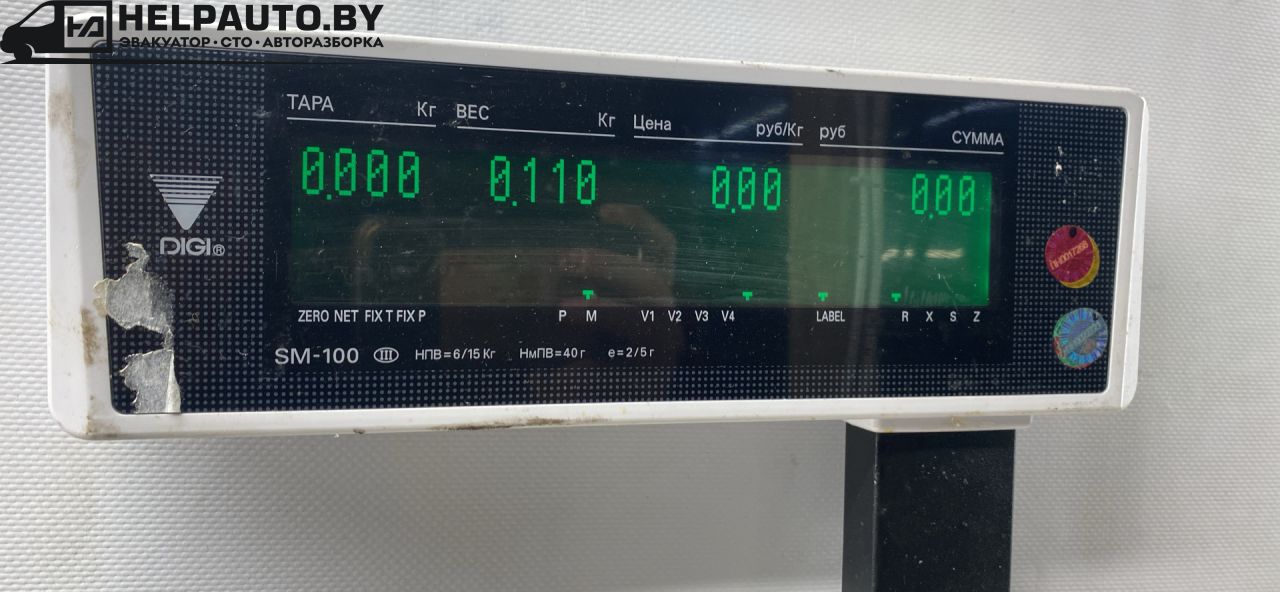 HELPAUTO.BY
ЭВАКУАТОР·СТО·АВТОРАЗБОРКА
ТАРА Кг ВЕС Кг Цена руб/Кг руб СУММА
0.000 0.110 0.00 0.00
DIGI®
ZERO NET FIX T FIX P P M V1 V2 V3 V4 LABEL R X S Z
SM-100 III НПВ=6/15 Кг НмПВ=40 г е=2/5 г